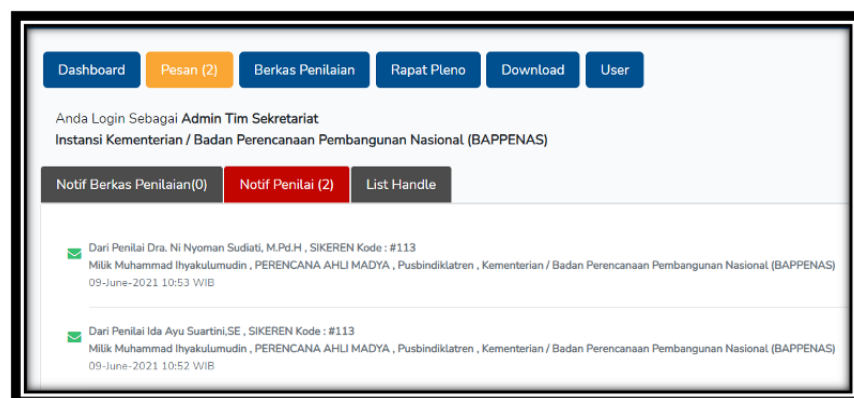 Dashboard Pesan (2) Berkas Penilaian Rapat Pleno Download User
Anda Login Sebagai Admin Tim Sekretariat
Instansi Kementerian / Badan Perencanaan Pembangunan Nasional (BAPPENAS)
Notif Berkas Penilaian(0) Notif Penilai (2) List Handle
Dari Penilai Dra. Ni Nyoman Sudiati, M.Pd.H , SIKEREN Kode : #113
Milik Muhammad Ihyakulumudin , PERENCANA AHLI MADYA , Pusbindiklatren , Kementerian / Badan Perencanaan Pembangunan Nasional (BAPPENAS)
09-June-2021 10:53 WIB
Dari Penilai Ida Ayu Suartini,SE , SIKEREN Kode : #113
Milik Muhammad Ihyakulumudin , PERENCANA AHLI MADYA , Pusbindiklatren , Kementerian / Badan Perencanaan Pembangunan Nasional (BAPPENAS)
09-June-2021 10:52 WIB